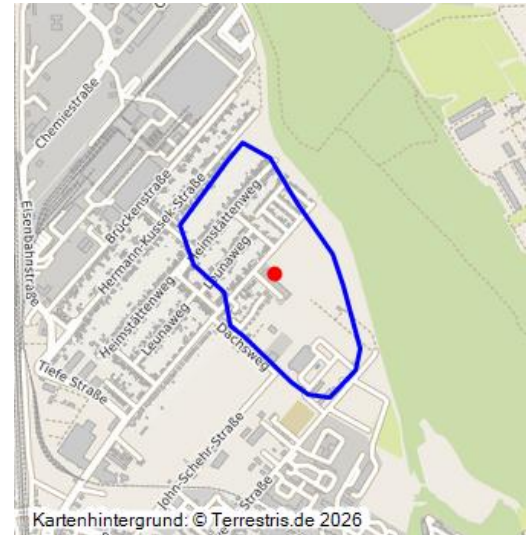 Chemiestraße
Eisenbahnstraße
Brückenstraße
Hermann-Kussek-Straße
Heimstättenweg
Leunaweg
Heimstättenweg
Leunaweg
Dachsweg
Tiefe Straße
John-Schehr-Straße
Straße
Kartenhintergrund: © Terrestris.de 2026